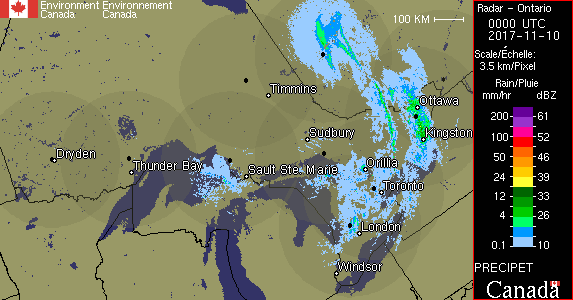 Environment Environnement
Canada Canada
100 KM
Timmins
Ottawa
Kingston
Sudbury
Dryden
Thunder Bay
Sault Ste. Marie
Orillia
Toronto
London
Windsor
Radar - Ontario
0000 UTC
2017-11-10
Scale/Échelle:
3.5 km/Pixel
Rain/Pluie
mm/hr dBZ
200 61
100 52
50 46
24 39
12 33
4 26
0.1 10
PRECIPET
Canada